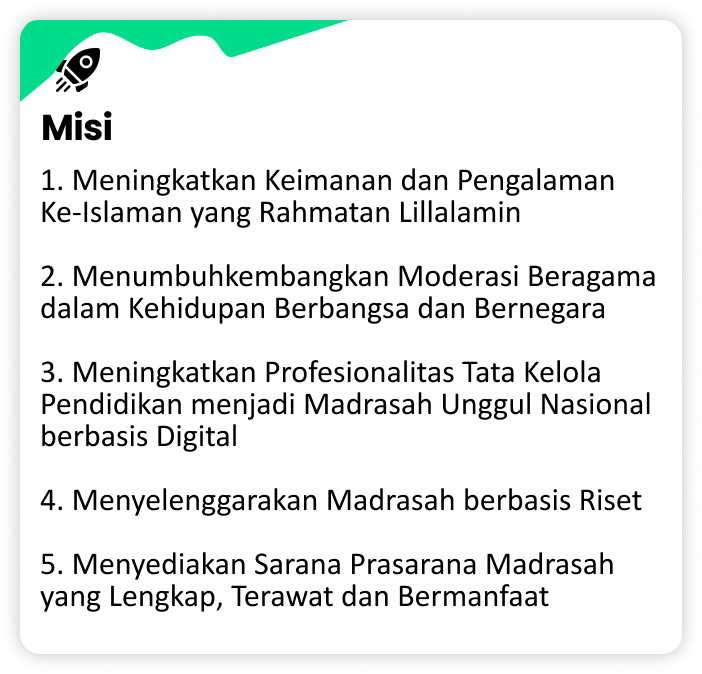 Misi
1. Meningkatkan Keimanan dan Pengalaman
Ke-Islaman yang Rahmatan Lillalamin
2. Menumbuhkembangkan Moderasi Beragama
dalam Kehidupan Berbangsa dan Bernegara
3. Meningkatkan Profesionalitas Tata Kelola
Pendidikan menjadi Madrasah Unggul Nasional
berbasis Digital
4. Menyelenggarakan Madrasah berbasis Riset
5. Menyediakan Sarana Prasarana Madrasah
yang Lengkap, Terawat dan Bermanfaat